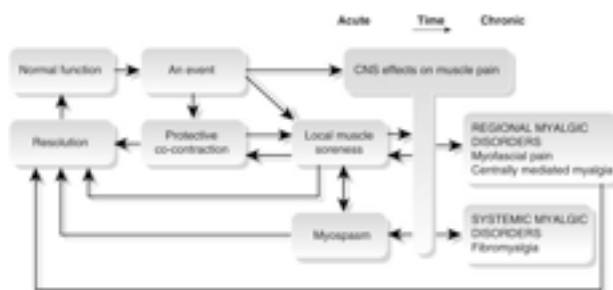 Acute Time Chronic
Normal function
An event
CNS effects on muscle pain
Resolution
Protective
co-contraction
Local muscle
soreness
REGIONAL MYALGIC
DISORDERS
Myofascial pain
Centrally mediated myalgia
Myospasm
SYSTEMIC MYALGIC
DISORDERS
Fibromyalgia